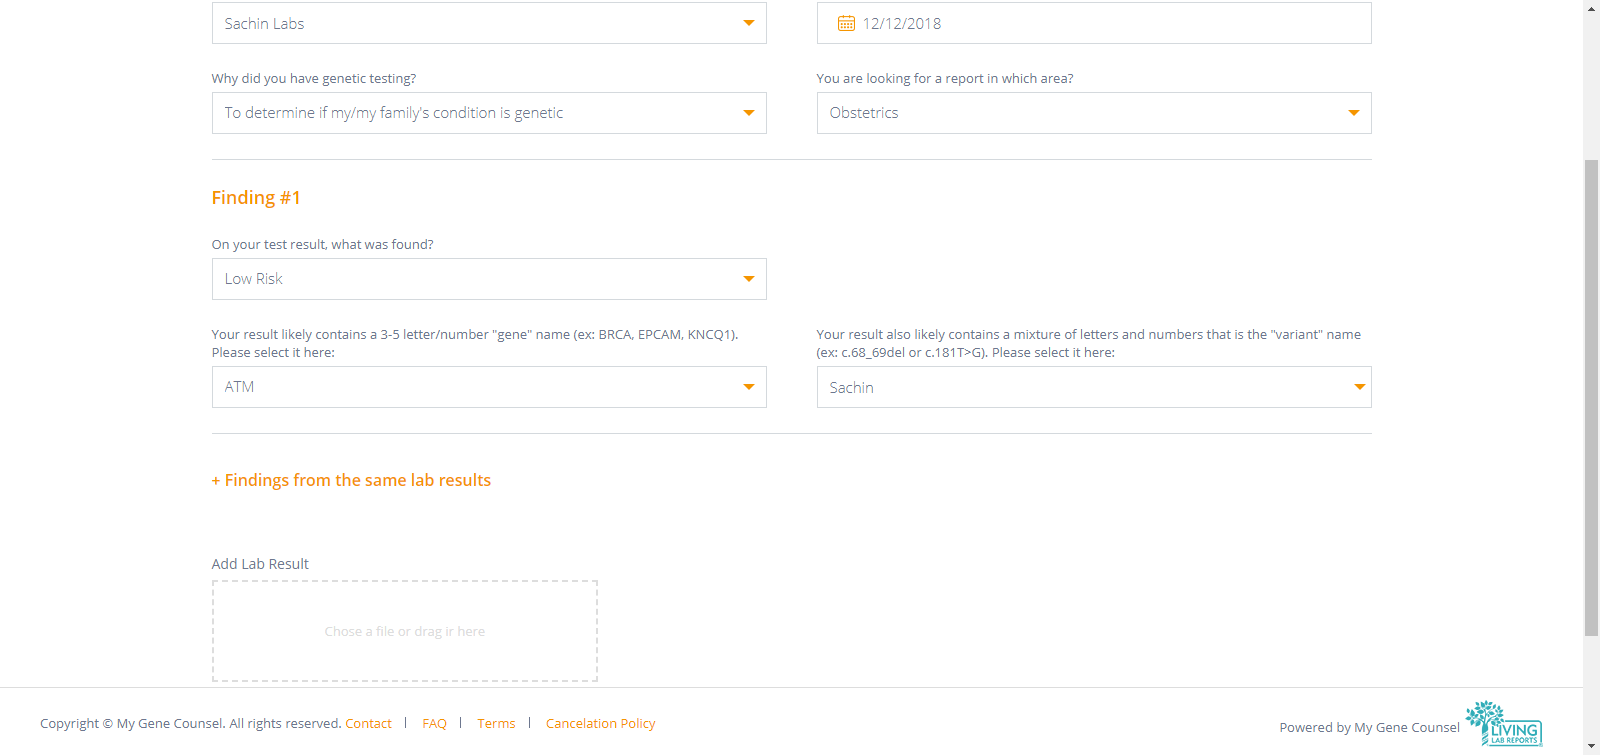 Sachin Labs
12/12/2018
Why did you have genetic testing?
You are looking for a report in which area?
To determine if my/my family's condition is genetic
Obstetrics
Finding #1
On your test result, what was found?
Low Risk
Your result likely contains a 3-5 letter/number "gene" name (ex: BRCA, EPCAM, KNCQ1).
Please select it here:
Your result also likely contains a mixture of letters and numbers that is the "variant" name
(ex: c.68_69del or c.181T>G). Please select it here:
ATM
Sachin
+ Findings from the same lab results
Add Lab Result
Chose a file or drag ir here
Copyright © My Gene Counsel. All rights reserved. Contact | FAQ | Terms | Cancelation Policy
Powered by My Gene Counsel
LIVING
LAB REPORTS